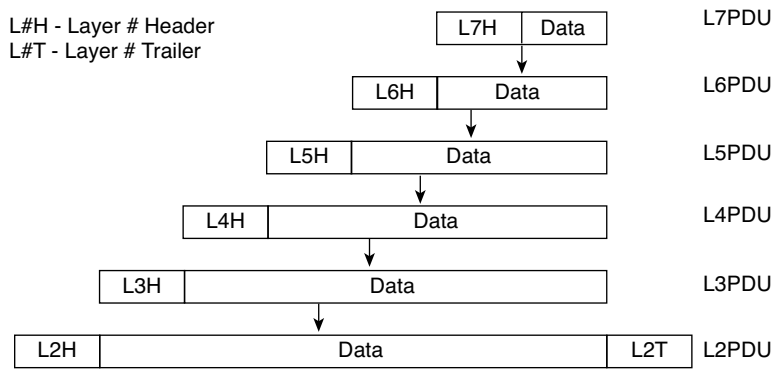 L#H - Layer # Header
L#T - Layer # Trailer
L7H Data L7PDU
L6H Data L6PDU
L5H Data L5PDU
L4H Data L4PDU
L3H Data L3PDU
L2H Data L2T L2PDU